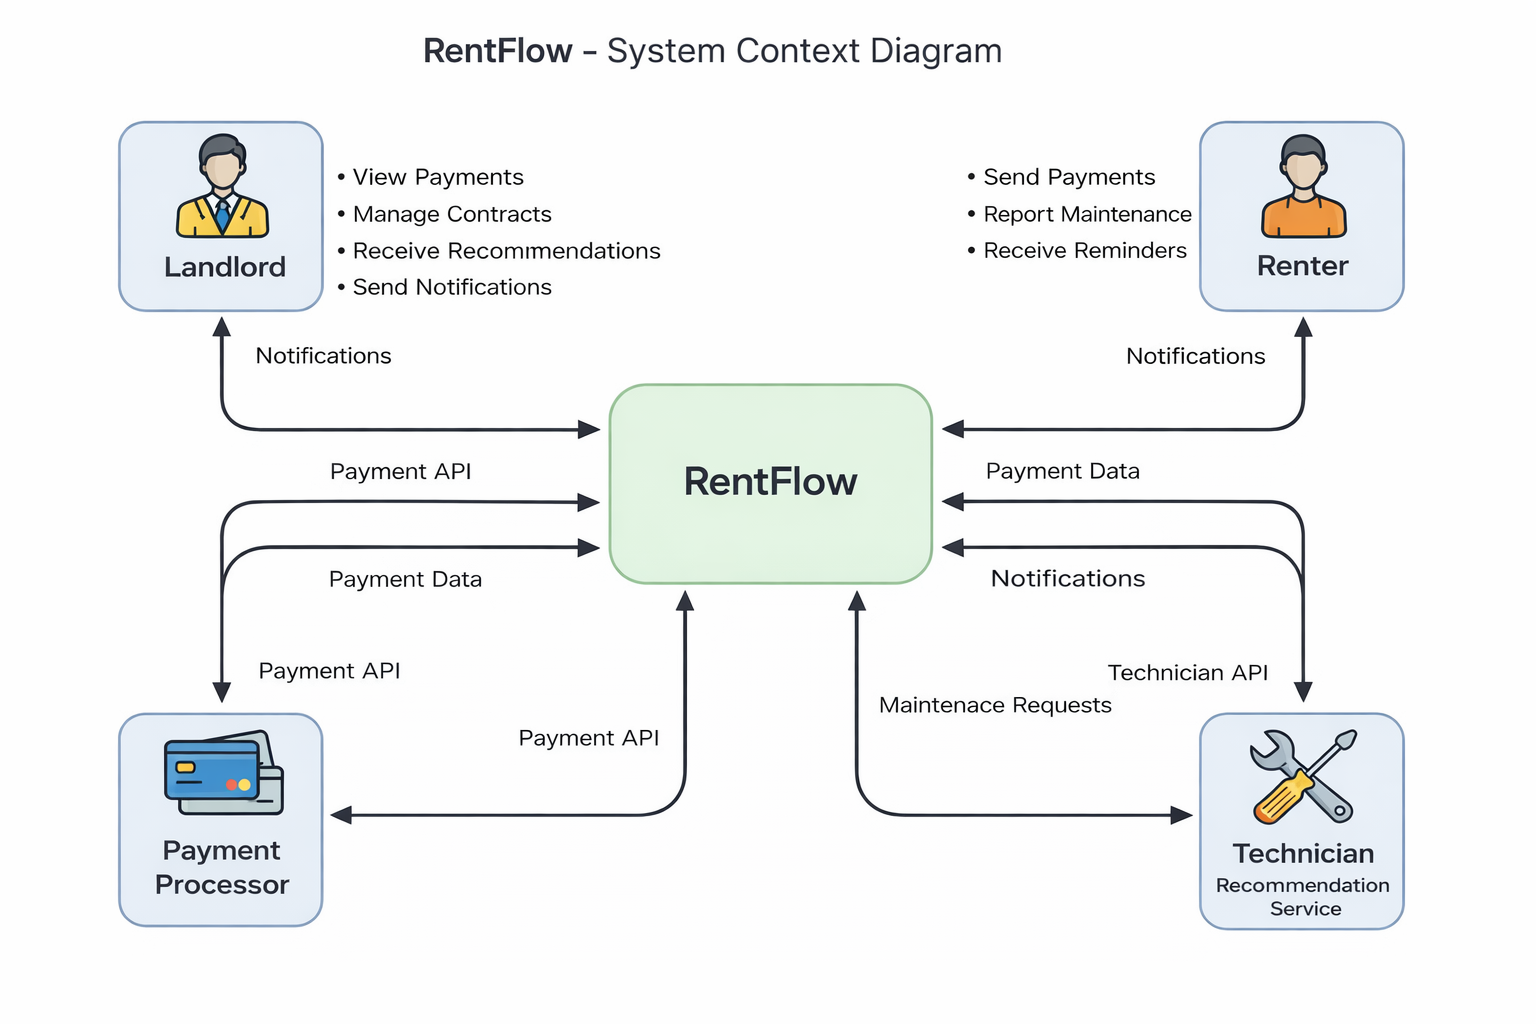 RentFlow – System Context Diagram
Landlord
• View Payments
• Manage Contracts
• Receive Recommendations
• Send Notifications
• Send Payments
• Report Maintenance
• Receive Reminders
Renter
Notifications
Notifications
RentFlow
Payment API
Payment Data
Payment Data
Notifications
Payment API
Technician API
Payment API
Maintenace Requests
Payment
Processor
Technician
Recommendation
Service